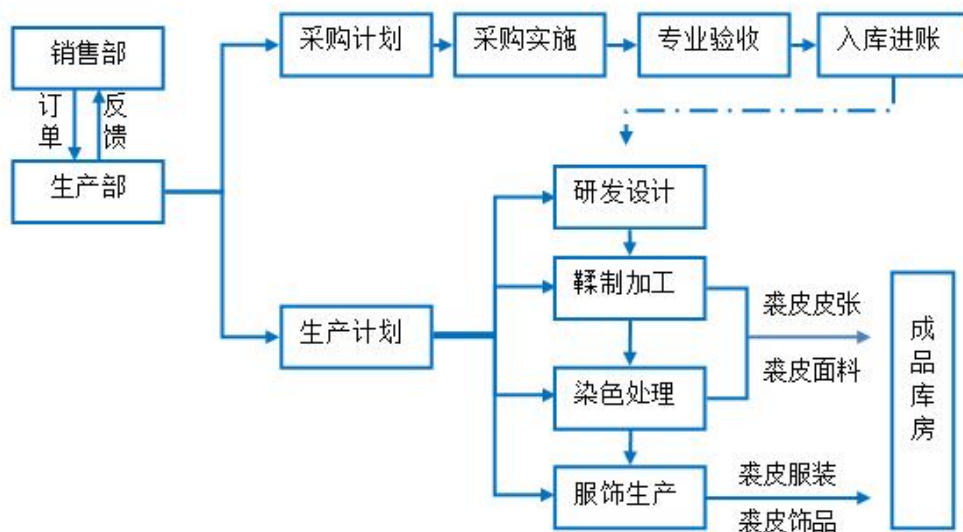 销售部
订单
反馈
生产部
采购计划
采购实施
专业验收
入库进账
研发设计
生产计划
鞣制加工
染色处理
服饰生产
裘皮皮张
裘皮面料
裘皮服装
裘皮饰品
成品库房